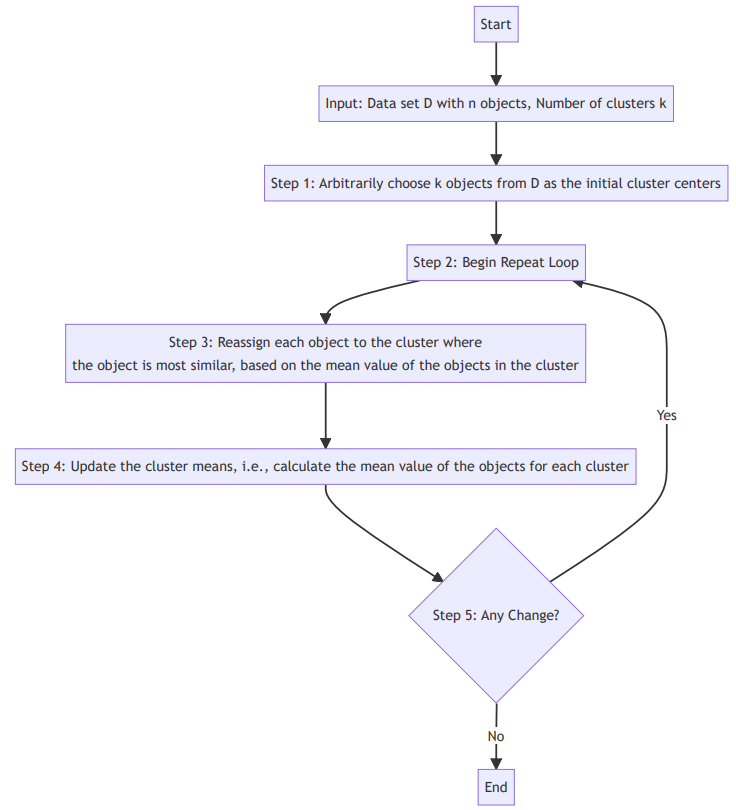 Start
Input: Data set D with n objects, Number of clusters k
Step 1: Arbitrarily choose k objects from D as the initial cluster centers
Step 2: Begin Repeat Loop
Step 3: Reassign each object to the cluster where
the object is most similar, based on the mean value of the objects in the cluster
Yes
Step 4: Update the cluster means, i.e., calculate the mean value of the objects for each cluster
Step 5: Any Change?
No
End